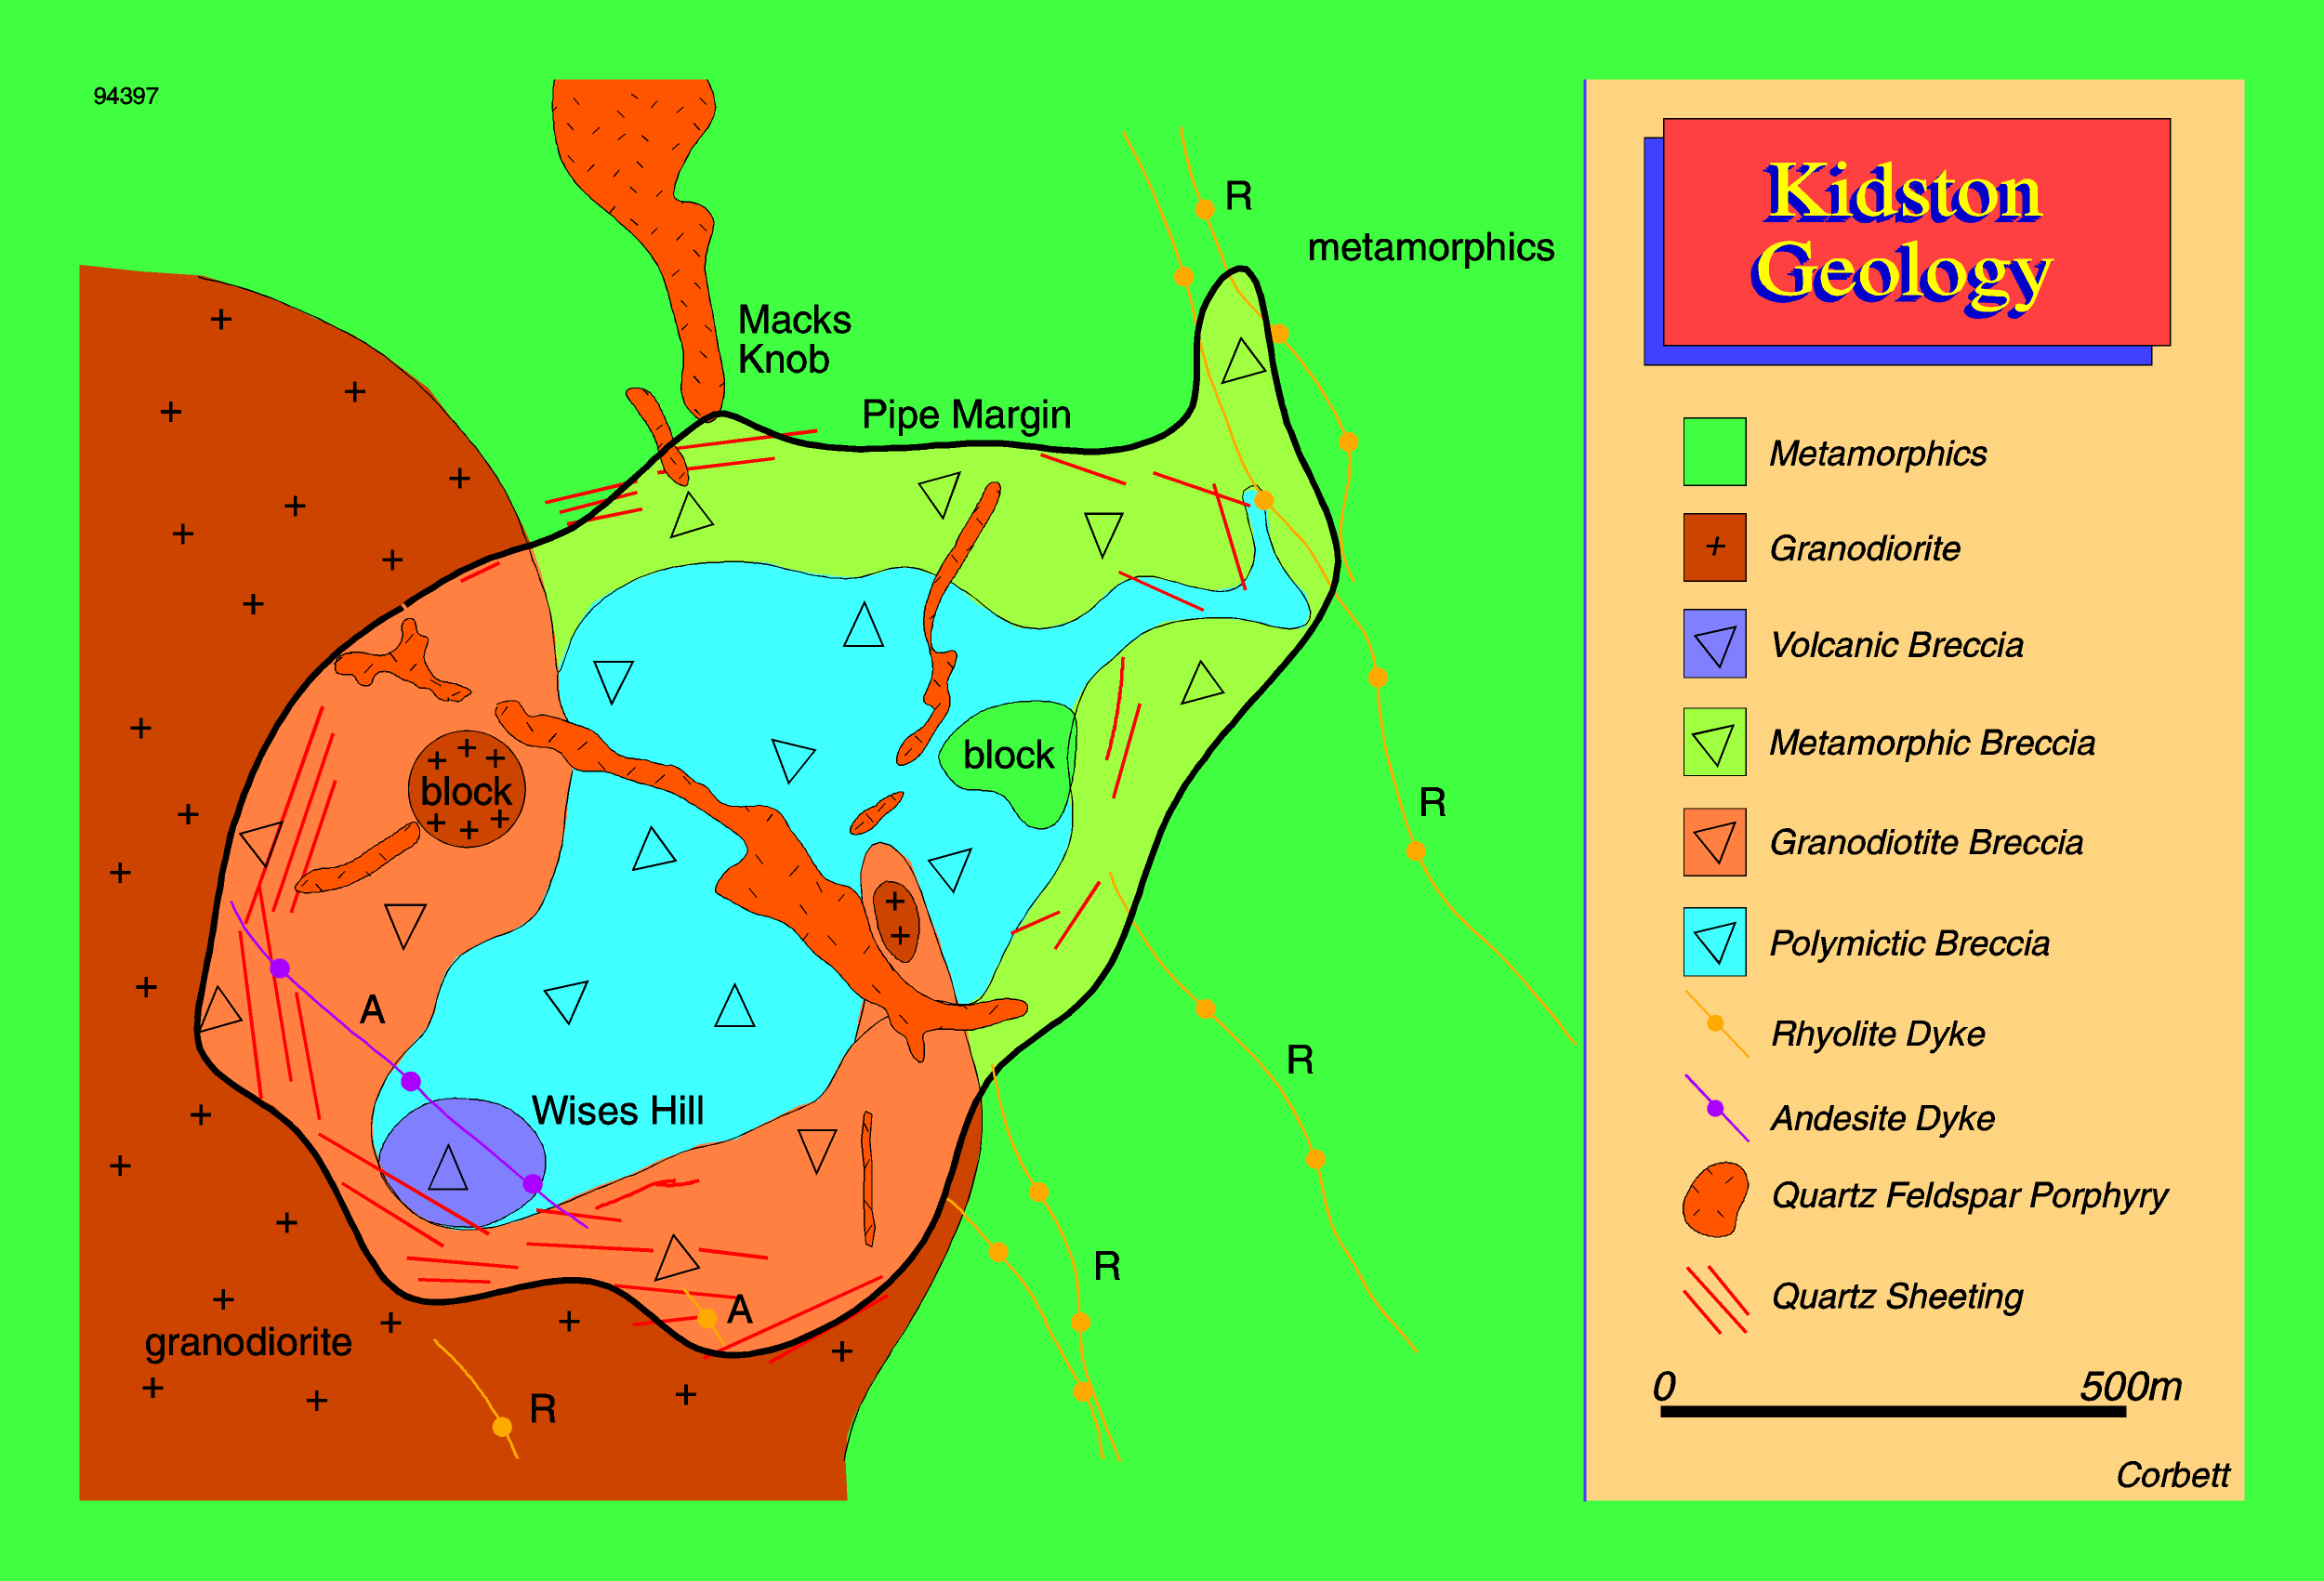 94397
R
metamorphics
Macks
Knob
Pipe Margin
block
block
R
A
R
Wises Hill
R
A
granodiorite
R
Kidston
Geology
Metamorphics
Granodiorite
Volcanic Breccia
Metamorphic Breccia
Granodiotite Breccia
Polymictic Breccia
Rhyolite Dyke
Andesite Dyke
Quartz Feldspar Porphyry
Quartz Sheeting
0 500m
Corbett